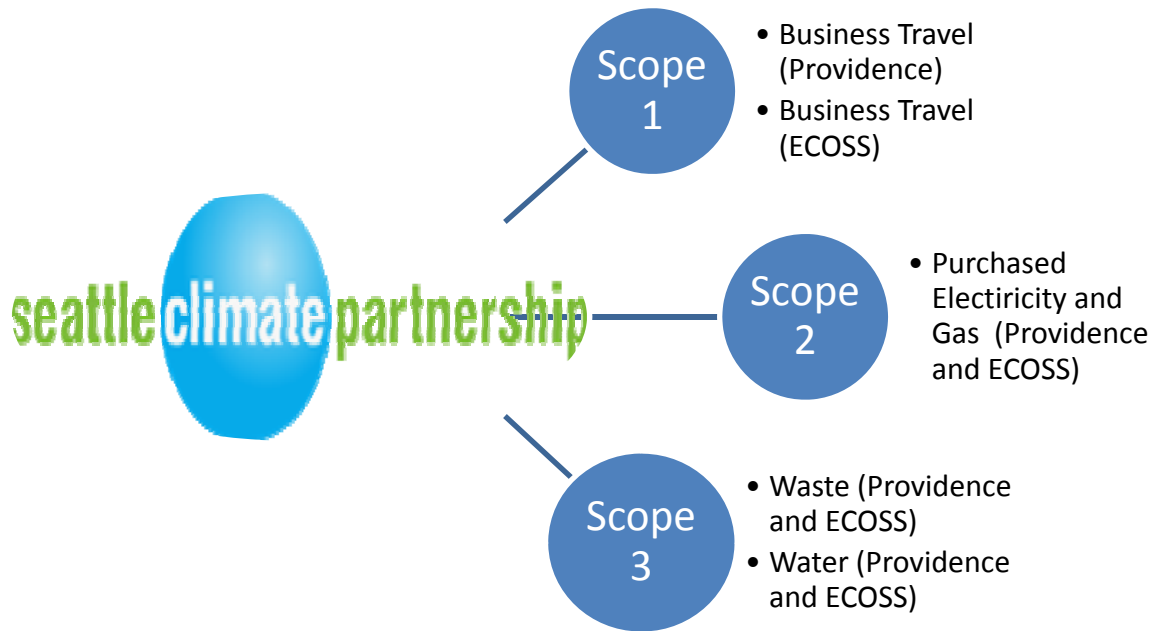 Scope
1
• Business Travel
(Providence)
• Business Travel
(ECOSS)
seattle climate partnership
Scope
2
• Purchased
Electiricity and
Gas (Providence
and ECOSS)
Scope
3
• Waste (Providence
and ECOSS)
• Water (Providence
and ECOSS)